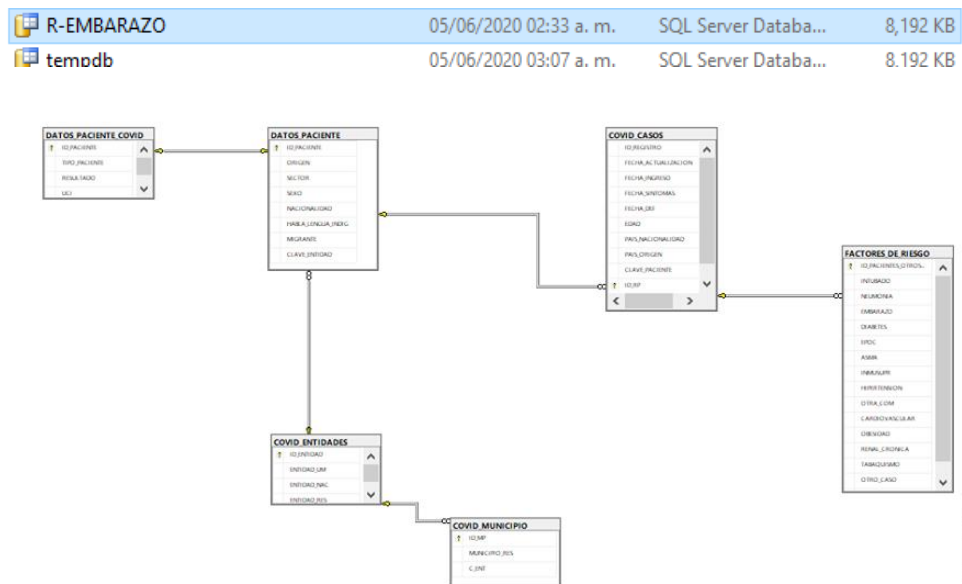 R-EMBARAZO 05/06/2020 02:33 a. m. SQL Server Databa... 8,192 KB
tempdb 05/06/2020 03:07 a. m. SQL Server Databa... 8,192 KB
DATOS_PACIENTE_COVID
ID_PACIENTE
TIPO_PACIENTE
RESULTADO
UCI
DATOS_PACIENTE
ID_PACIENTE
ORIGEN
SECTOR
SEXO
NACIONALIDAD
HABLA_LENGUA_INDIG
MIGRANTE
CLAVE_ENTIDAD
COVID_CASOS
ID_REGISTRO
FECHA_ACTUALIZACION
FECHA_INGRESO
FECHA_SINTOMAS
FECHA_DEF
EDAD
PAIS_NACIONALIDAD
PAIS_ORIGEN
CLAVE_PACIENTE
ID_RP
FACTORES_DE_RIESGO
ID_PACIENTES_OTROS...
INTUBADO
NEUMONIA
EMBARAZO
DIABETES
EPOC
ASMA
INMUSUPR
HIPERTENSION
OTRA_COM
CARDIOVASCULAR
OBESIDAD
RENAL_CRONICA
TABAQUISMO
OTRO_CASO
COVID_ENTIDADES
ID_ENTIDAD
ENTIDAD_UM
ENTIDAD_NAC
ENTIDAD_RES
COVID_MUNICIPIO
ID_MP
MUNICIPIO_RES
C_ENT